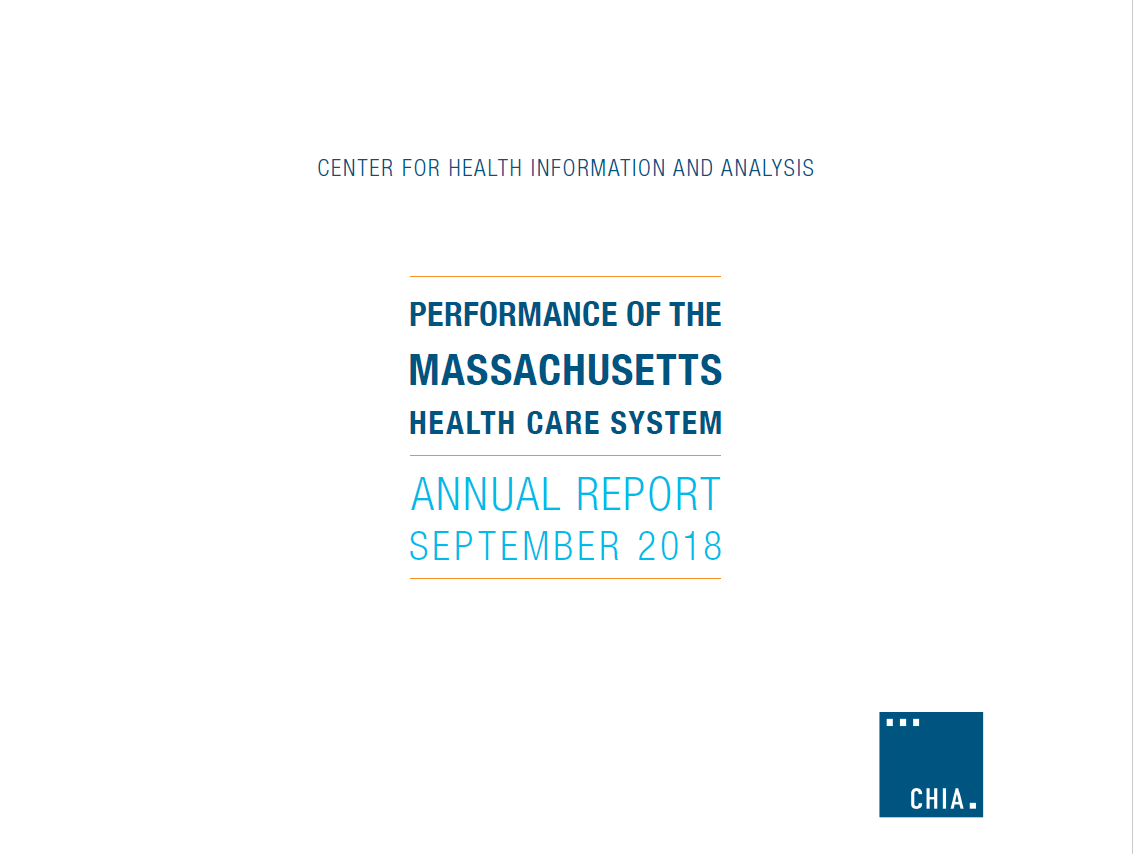 CENTER FOR HEALTH INFORMATION AND ANALYSIS
PERFORMANCE OF THE
MASSACHUSETTS
HEALTH CARE SYSTEM
ANNUAL REPORT
SEPTEMBER 2018
CHIA.